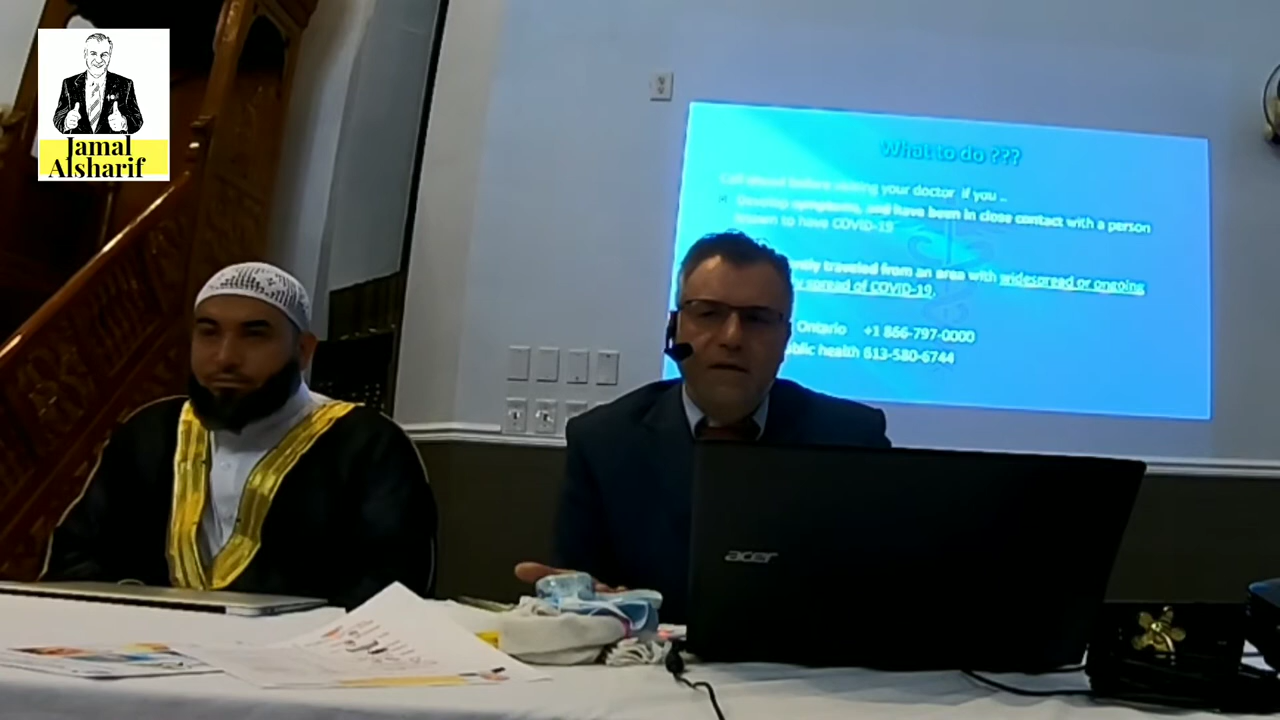 Jamal
Alsharif
What to do ???
Call ahead before seeing your doctor if you ..
Develop symptoms, and have been in close contact with a person
known to have COVID-19
traveled from an area with widespread or ongoing
spread of COVID-19.
Ontario +1 866-797-0000
health 613-580-6744
acer